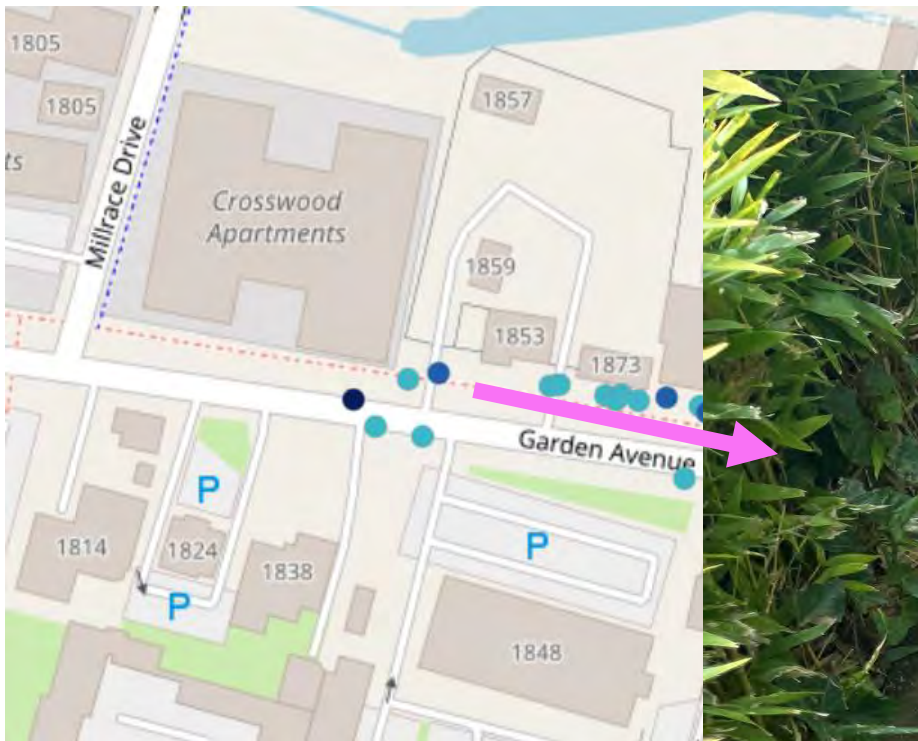 1805
1805
ts
Millrace Drive
Crosswood
Apartments
1857
1859
1853
1873
Garden Avenue
P
P
P
1814
1824
1838
1848